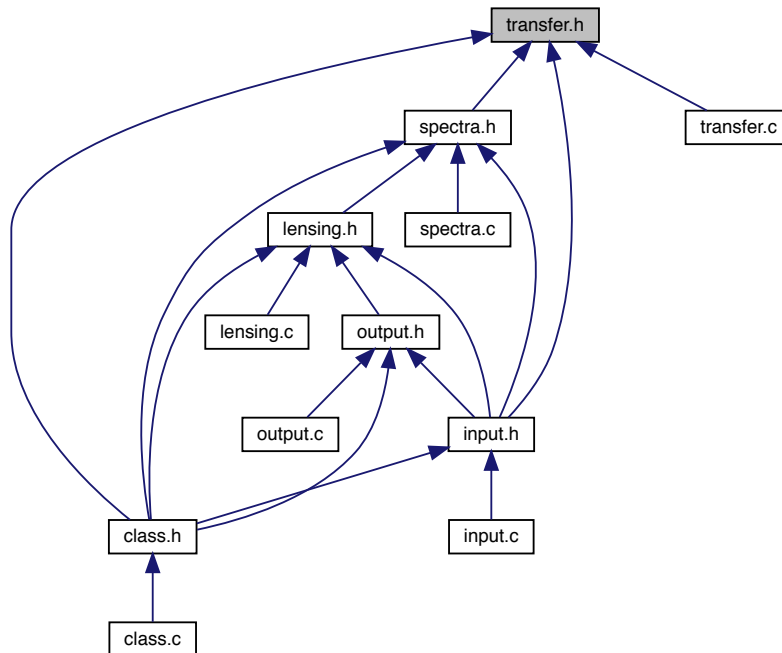 transfer.h
spectra.h
transfer.c
lensing.h
spectra.c
lensing.c
output.h
output.c
input.h
class.h
input.c
class.c